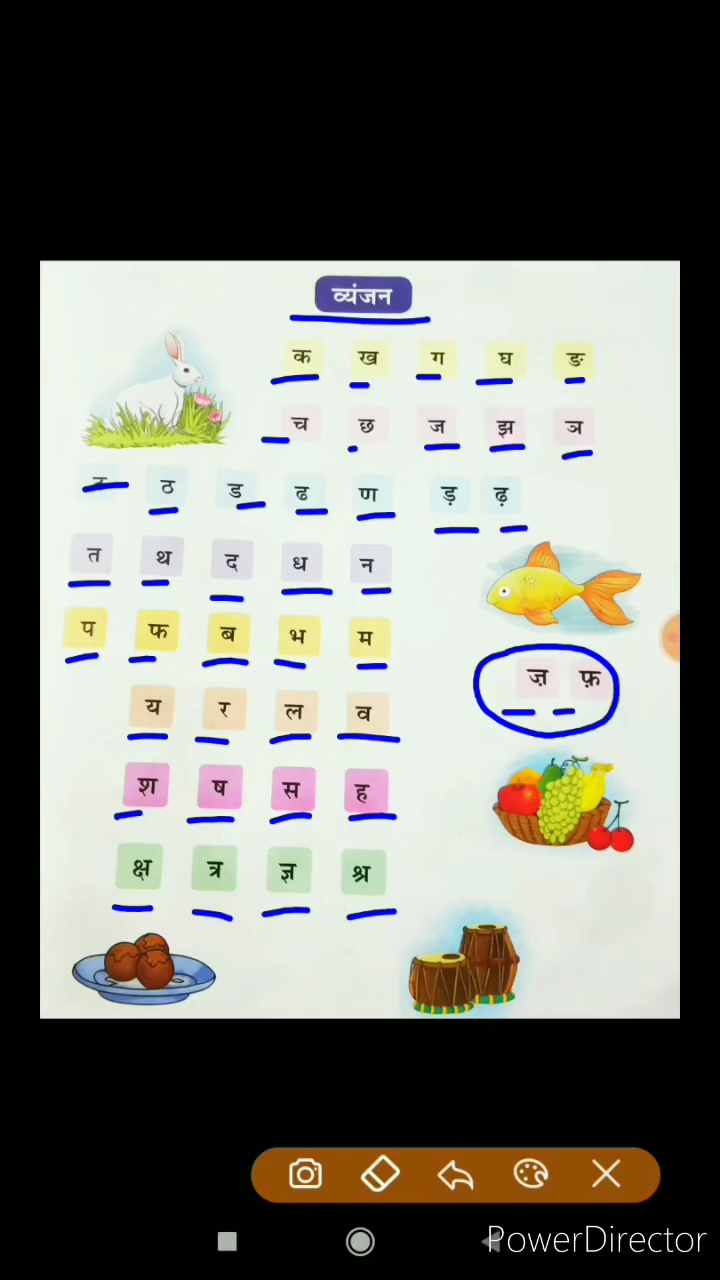 व्यंजन
क ख ग घ ङ
च छ ज झ ञ
ठ ड ढ ण ड़ ढ़
त थ द ध न
प फ ब भ म
ज़ फ़
य र ल व
श ष स ह
क्ष त्र ज्ञ श्र
PowerDirector